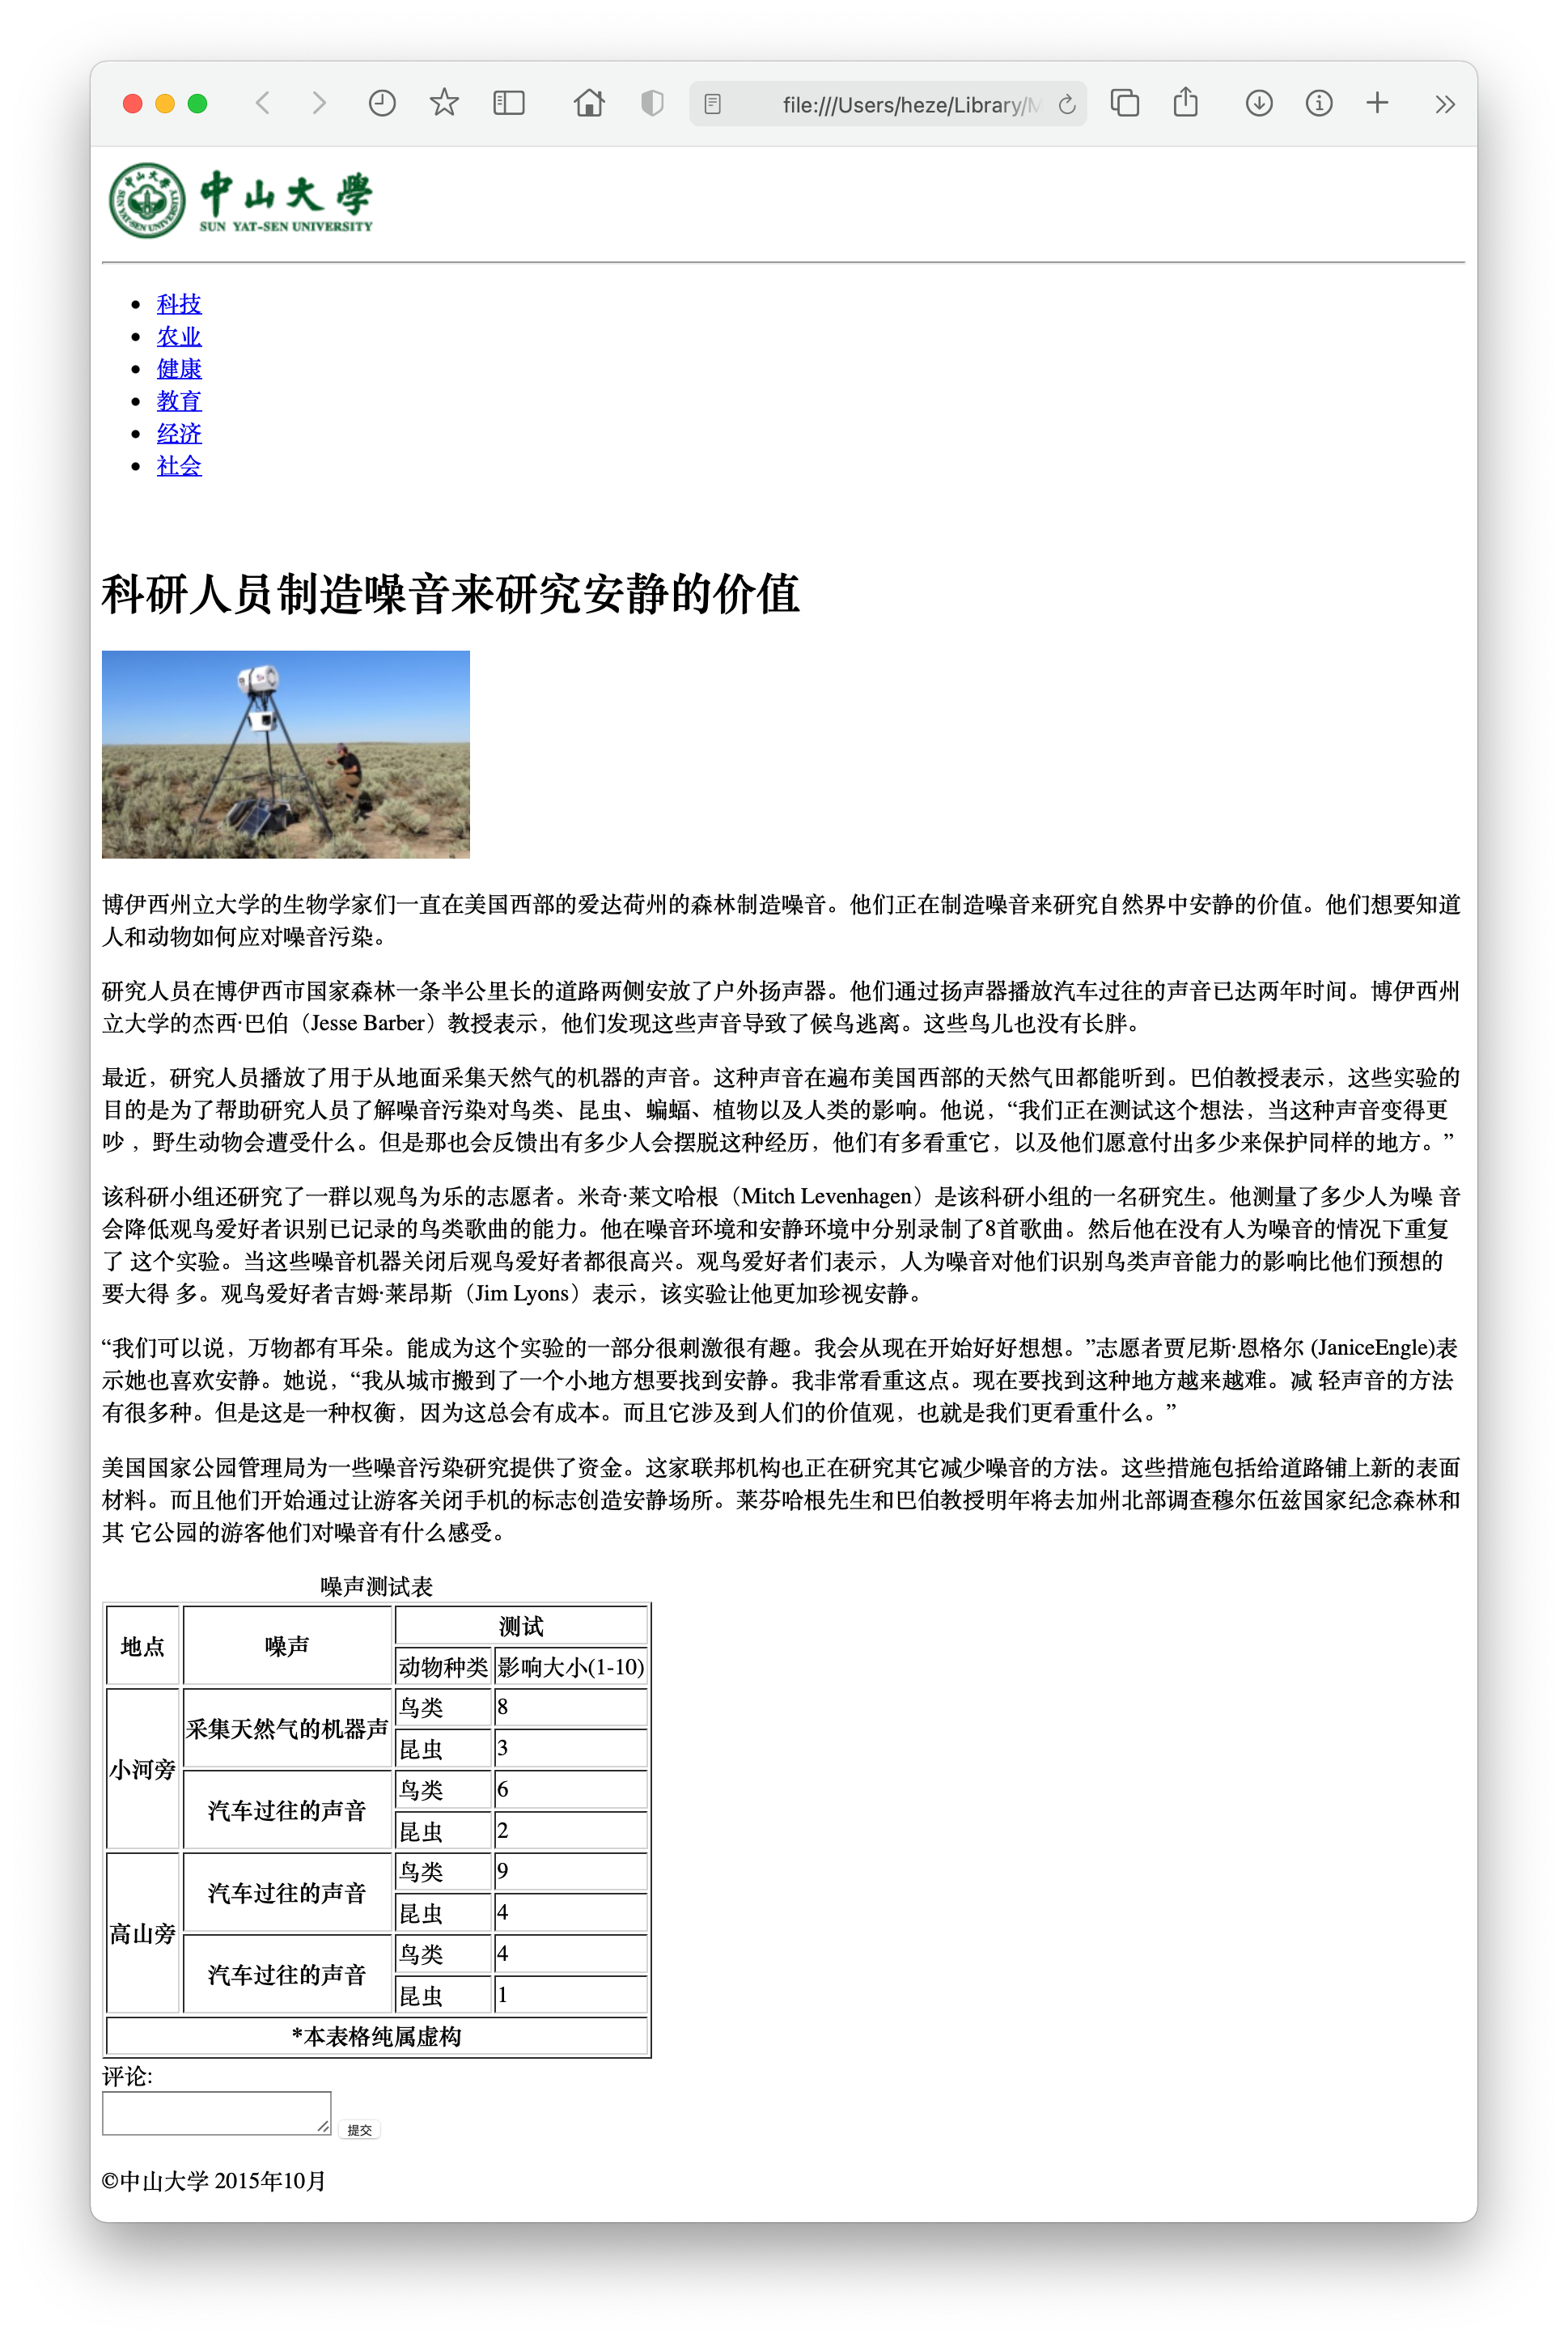 file:///Users/heze/Library/M
中山大學
SUN YAT-SEN UNIVERSITY
科技
农业
健康
教育
经济
社会
科研人员制造噪音来研究安静的价值
博伊西州立大学的生物学家们一直在美国西部的爱达荷州的森林制造噪音。他们正在制造噪音来研究自然界中安静的价值。他们想要知道
人和动物如何应对噪音污染。
研究人员在博伊西市国家森林一条半公里长的道路两侧安放了户外扬声器。他们通过扬声器播放汽车过往的声音已达两年时间。博伊西州
立大学的杰西·巴伯（Jesse Barber）教授表示，他们发现这些声音导致了候鸟逃离。这些鸟儿也没有长胖。
最近，研究人员播放了用于从地面采集天然气的机器的声音。这种声音在遍布美国西部的天然气田都能听到。巴伯教授表示，这些实验的
目的是为了帮助研究人员了解噪音污染对鸟类、昆虫、蝙蝠、植物以及人类的影响。他说，“我们正在测试这个想法，当这种声音变得更
吵 ，野生动物会遭受什么。但是那也会反馈出有多少人会摆脱这种经历，他们有多看重它，以及他们愿意付出多少来保护同样的地方。”
该科研小组还研究了一群以观鸟为乐的志愿者。米奇·莱文哈根（Mitch Levenhagen）是该科研小组的一名研究生。他测量了多少人为噪 音
会降低观鸟爱好者识别已记录的鸟类歌曲的能力。他在噪音环境和安静环境中分别录制了8首歌曲。然后他在没有人为噪音的情况下重复
了 这个实验。当这些噪音机器关闭后观鸟爱好者都很高兴。观鸟爱好者们表示，人为噪音对他们识别鸟类声音能力的影响比他们预想的
要大得 多。观鸟爱好者吉姆·莱昂斯（Jim Lyons）表示，该实验让他更加珍视安静。
“我们可以说，万物都有耳朵。能成为这个实验的一部分很刺激很有趣。我会从现在开始好好想想。”志愿者贾尼斯·恩格尔 (JaniceEngle)表
示她也喜欢安静。她说，“我从城市搬到了一个小地方想要找到安静。我非常看重这点。现在要找到这种地方越来越难。减 轻声音的方法
有很多种。但是这是一种权衡，因为这总会有成本。而且它涉及到人们的价值观，也就是我们更看重什么。”
美国国家公园管理局为一些噪音污染研究提供了资金。这家联邦机构也正在研究其它减少噪音的方法。这些措施包括给道路铺上新的表面
材料。而且他们开始通过让游客关闭手机的标志创造安静场所。莱芬哈根先生和巴伯教授明年将去加州北部调查穆尔伍兹国家纪念森林和
其 它公园的游客他们对噪音有什么感受。
噪声测试表
地点 噪声 测试
动物种类 影响大小(1-10)
小河旁 采集天然气的机器声 鸟类 8
昆虫 3
汽车过往的声音 鸟类 6
昆虫 2
高山旁 汽车过往的声音 鸟类 9
昆虫 4
汽车过往的声音 鸟类 4
昆虫 1
*本表格纯属虚构
评论:
提交
©中山大学 2015年10月